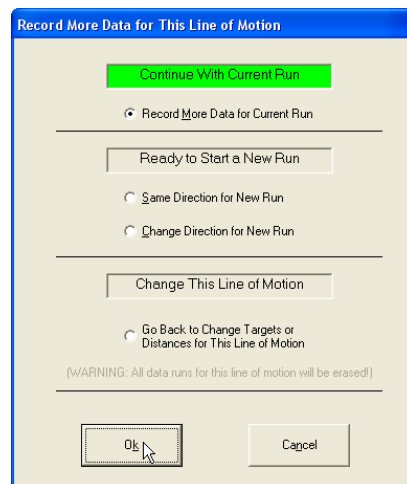 Record More Data for This Line of Motion
Continue With Current Run
Record More Data for Current Run
Ready to Start a New Run
Same Direction for New Run
Change Direction for New Run
Change This Line of Motion
Go Back to Change Targets or
Distances for This Line of Motion
(WARNING: All data runs for this line of motion will be erased!)
Ok
Cancel